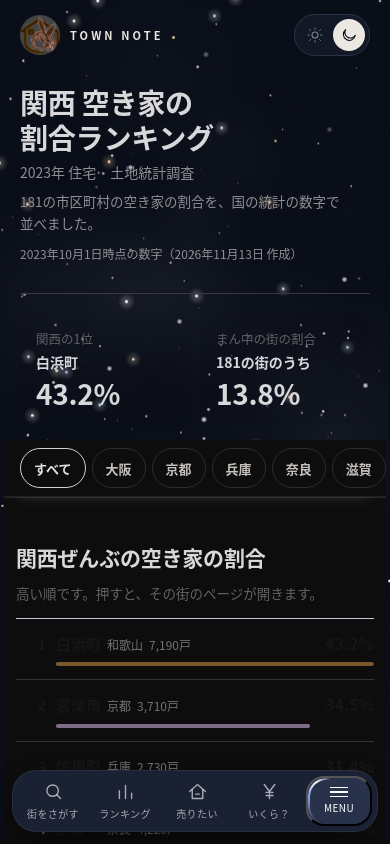 TOWN NOTE
関西 空き家の
割合ランキング
2023年 住宅・土地統計調査
181の市区町村の空き家の割合を、国の統計の数字で
並べました。
2023年10月1日時点の数字（2026年11月13日 作成）
関西の1位
白浜町
43.2%
まん中の街の割合
181の街のうち
13.8%
すべて 大阪 京都 兵庫 奈良 滋賀
関西ぜんぶの空き家の割合
高い順です。押すと、その街のページが開きます。
1 白浜町 和歌山 7,190戸 43.2%
2 宮津市 京都 3,710戸 34.5%
3 兵庫 2,730戸
街をさがす ランキング 売りたい いくら？ MENU